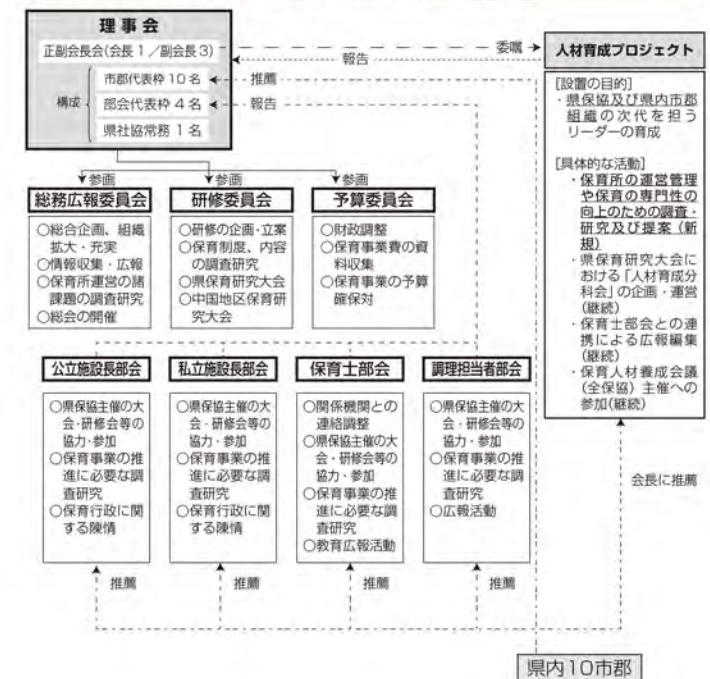 理事会
正副会長会(会長1/副会長3)
構成
市郡代表枠10名
部会代表枠4名
県社協常務1名
委嘱
報告
推薦
報告
人材育成プロジェクト
[設置の目的]
・県保協及び県内市郡
組織の次代を担う
リーダーの育成
[具体的な活動]
・保育所の運営管理
や保育の専門性の
向上のための調査・
研究及び提案(新
規)
・県保育研究大会に
おける「人材育成分
科会」の企画・運営
(継続)
・保育士部会との連
携による広報編集
(継続)
・保育人材養成会議
(全保協)主催への
参加(継続)
参画
参画
参画
総務広報委員会
○総合企画、組織
拡大・充実
○情報収集・広報
○保育所運営の諸
課題の調査研究
○総会の開催
研修委員会
○研修の企画・立案
○保育制度、内容
の調査研究
○県保育研究大会
○中国地区保育研
究大会
予算委員会
○財政調整
○保育事業費の資
料収集
○保育事業の予算
確保対
公立施設長部会
○県保協主催の大
会・研修会等の
協力・参加
○保育事業の推
進に必要な調
査研究
○保育行政に関
する陳情
私立施設長部会
○県保協主催の大
会・研修会等の
協力・参加
○保育事業の推
進に必要な調
査研究
○保育行政に関
する陳情
保育士部会
○関係機関との
連絡調整
○県保協主催の大
会・研修会等の
協力・参加
○保育事業の推
進に必要な調
査研究
○教育広報活動
調理担当者部会
○県保協主催の大
会・研修会等の
協力・参加
○保育事業の推
進に必要な調
査研究
○広報活動
会長に推薦
推薦
推薦
推薦
推薦
県内10市郡